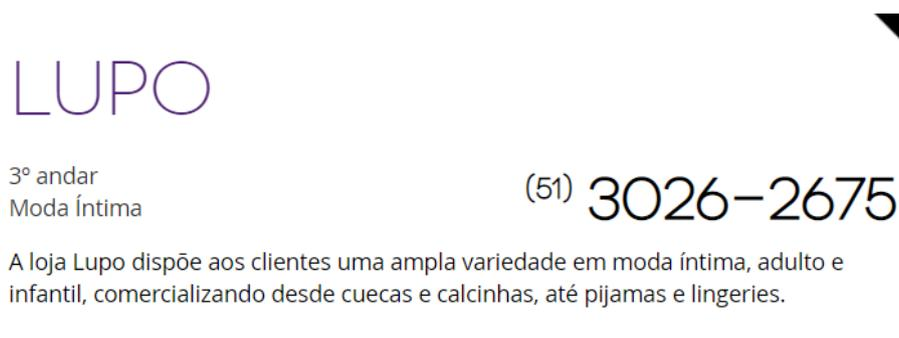 LUPO
3º andar
Moda Íntima
(51) 3026-2675
A loja Lupo dispõe aos clientes uma ampla variedade em moda íntima, adulto e
infantil, comercializando desde cuecas e calcinhas, até pijamas e lingeries.